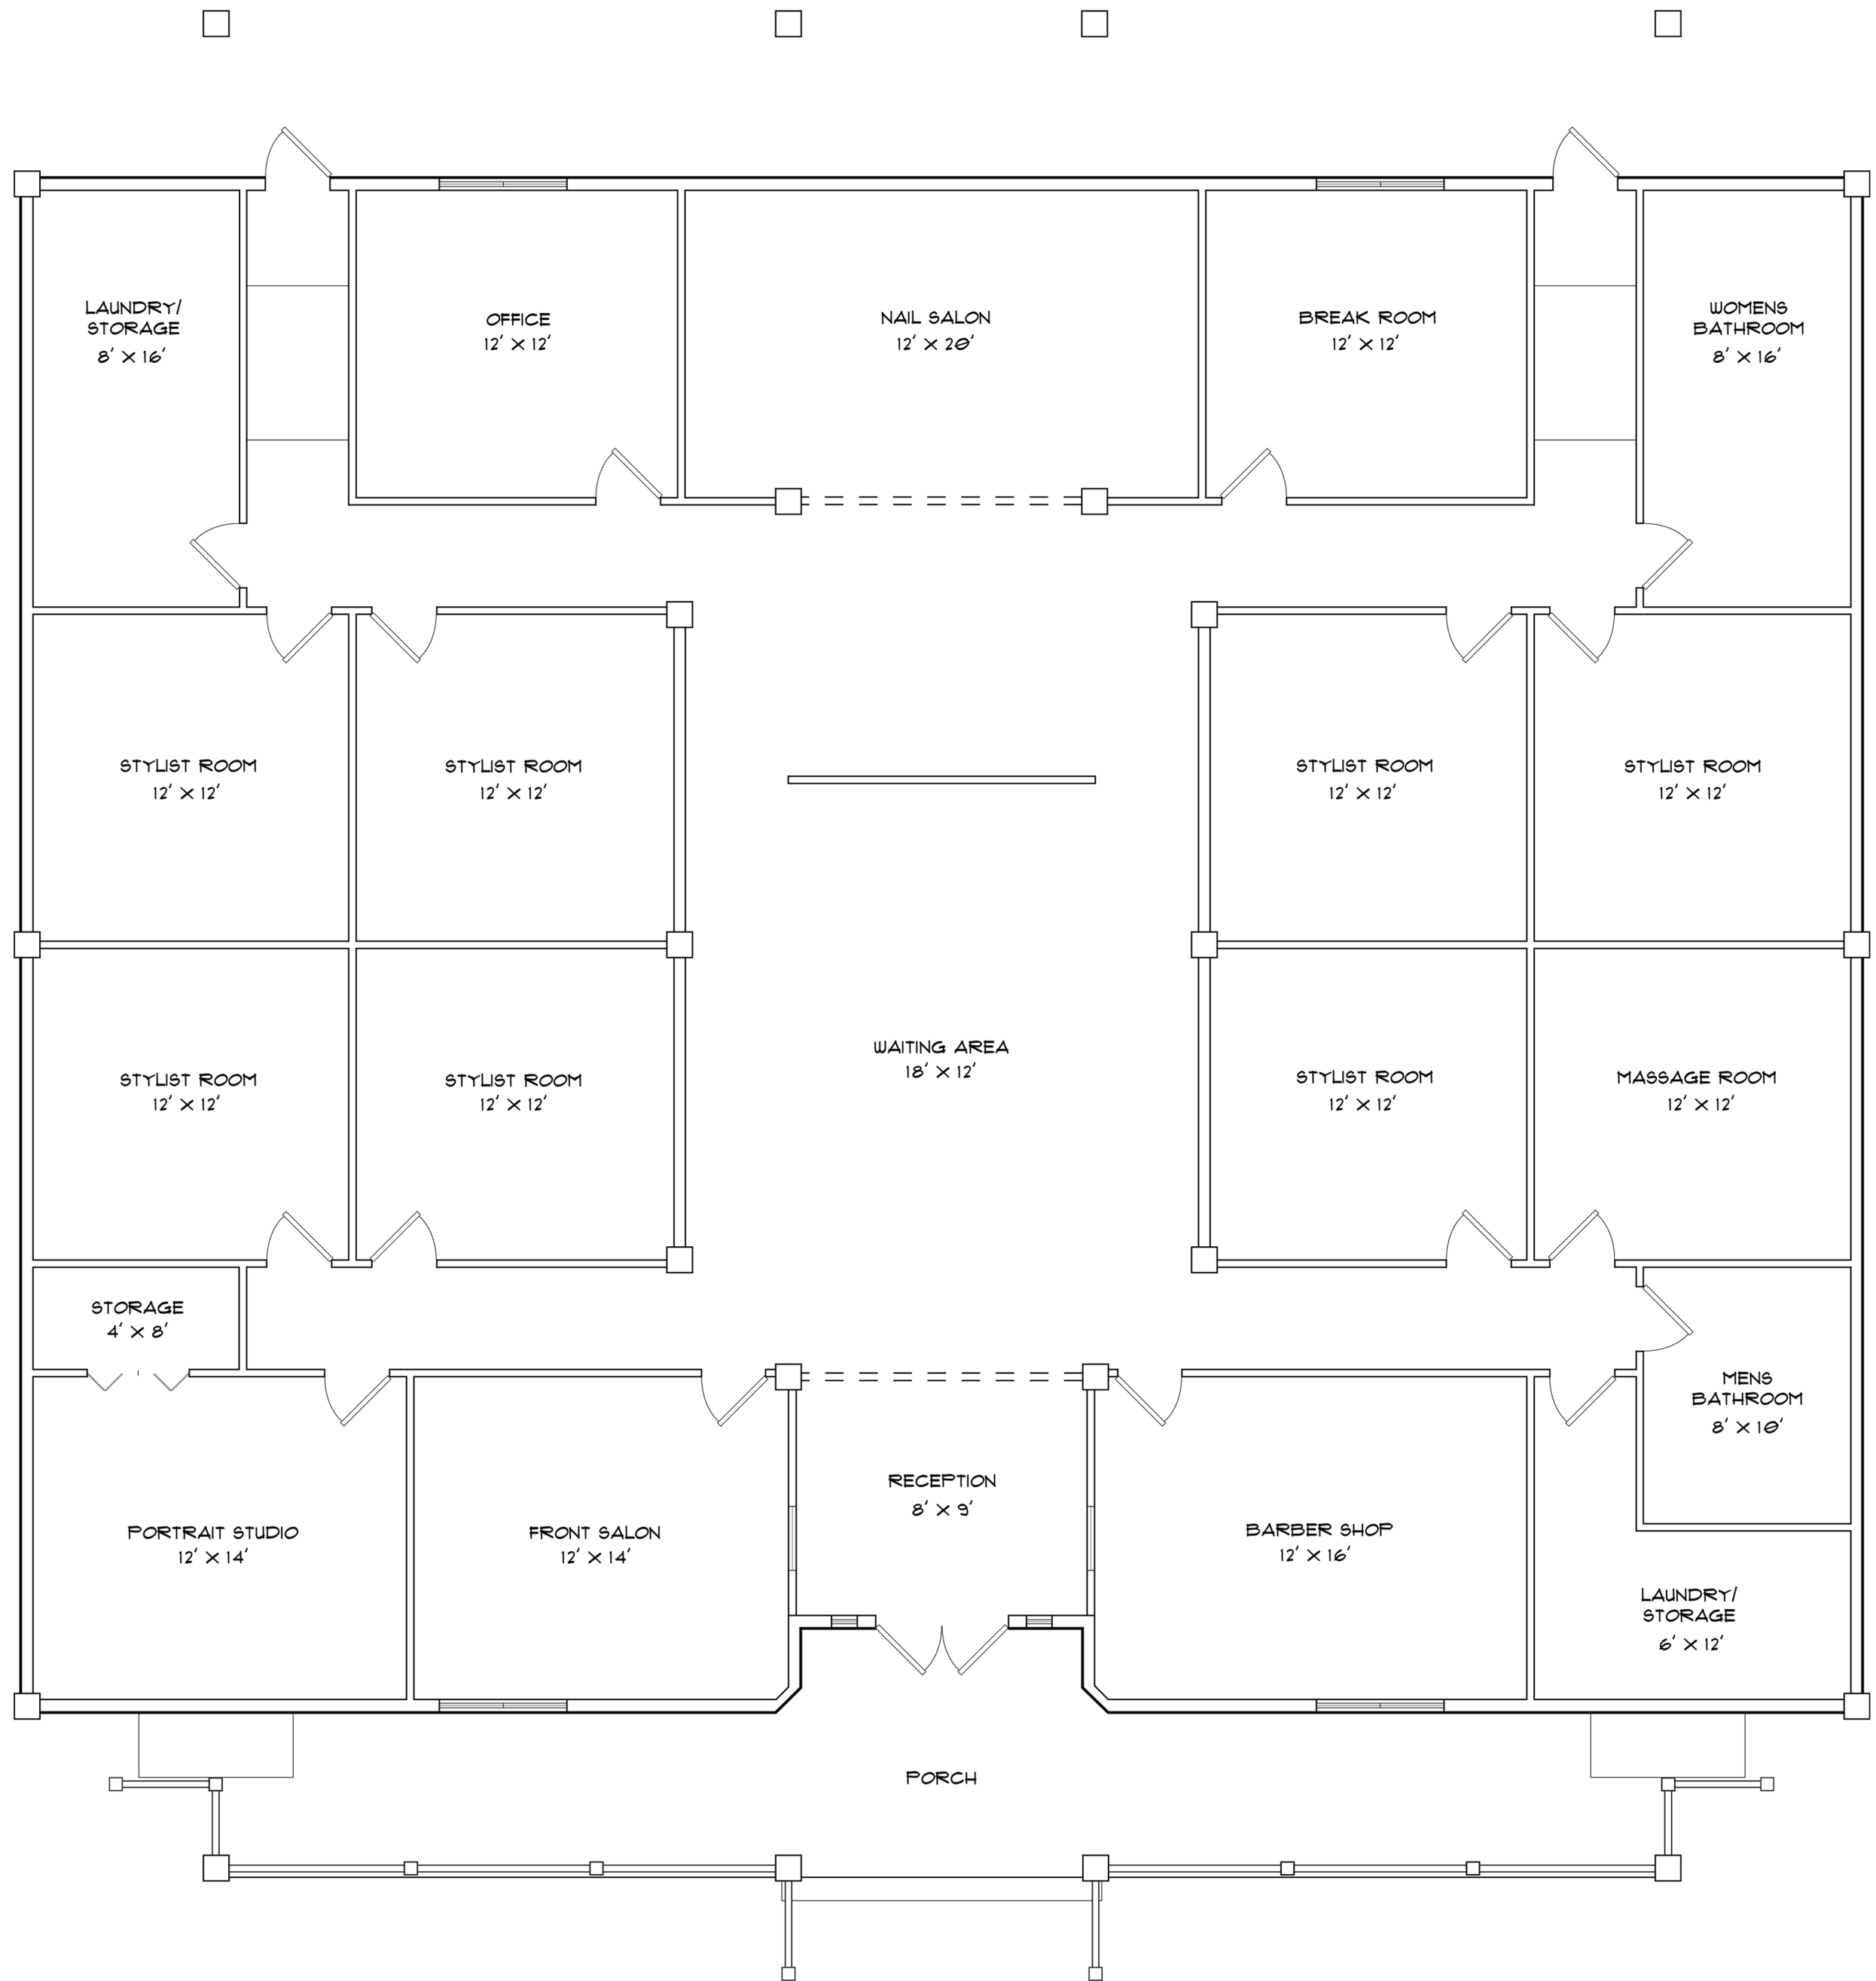 LAUNDRY/
STORAGE
8' X 16'
OFFICE
12' X 12'
NAIL SALON
12' X 20'
BREAK ROOM
12' X 12'
WOMENS
BATHROOM
8' X 16'
STYLIST ROOM
12' X 12'
STYLIST ROOM
12' X 12'
STYLIST ROOM
12' X 12'
STYLIST ROOM
12' X 12'
STYLIST ROOM
12' X 12'
STYLIST ROOM
12' X 12'
WAITING AREA
18' X 12'
STYLIST ROOM
12' X 12'
MASSAGE ROOM
12' X 12'
STORAGE
4' X 8'
MENS
BATHROOM
8' X 10'
PORTRAIT STUDIO
12' X 14'
FRONT SALON
12' X 14'
RECEPTION
8' X 9'
BARBER SHOP
12' X 16'
LAUNDRY/
STORAGE
6' X 12'
PORCH